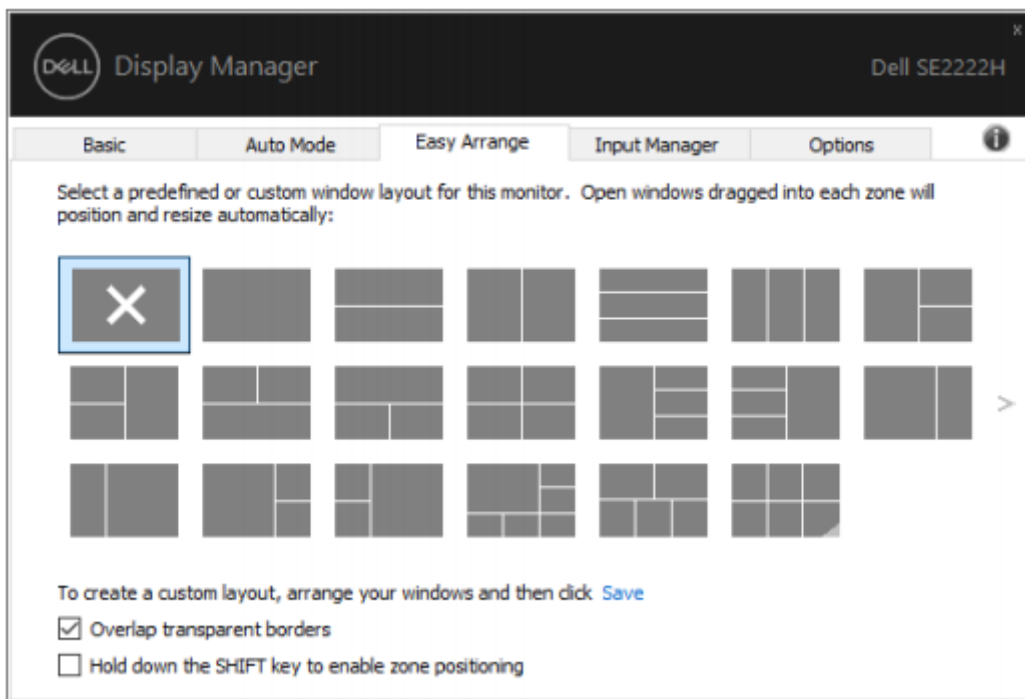 x
DELL Display Manager Dell SE2222H
Basic Auto Mode Easy Arrange Input Manager Options i
Select a predefined or custom window layout for this monitor. Open windows dragged into each zone will
position and resize automatically:
>
To create a custom layout, arrange your windows and then click Save
Overlap transparent borders
Hold down the SHIFT key to enable zone positioning